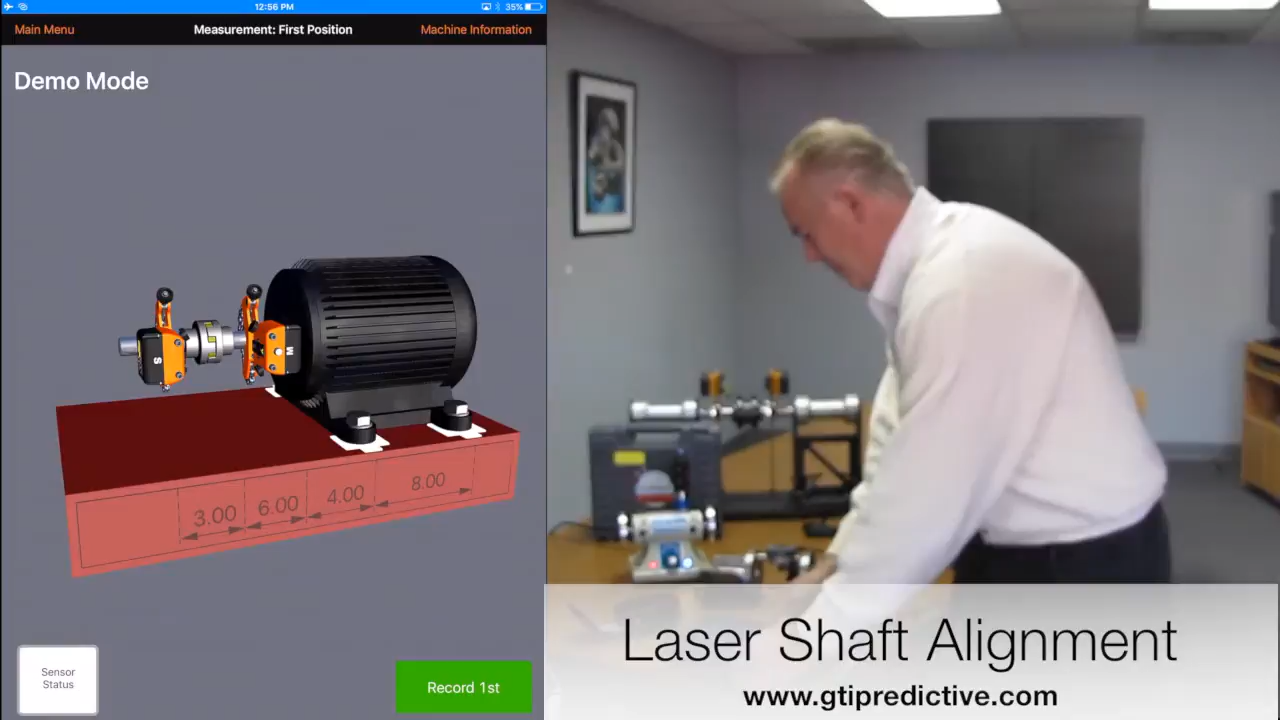 12:56 PM
35%
Main Menu
Measurement: First Position
Machine Information
Demo Mode
S
M
3.00
6.00
4.00
8.00
Sensor
Status
Record 1st
Laser Shaft Alignment
www.gtipredictive.com